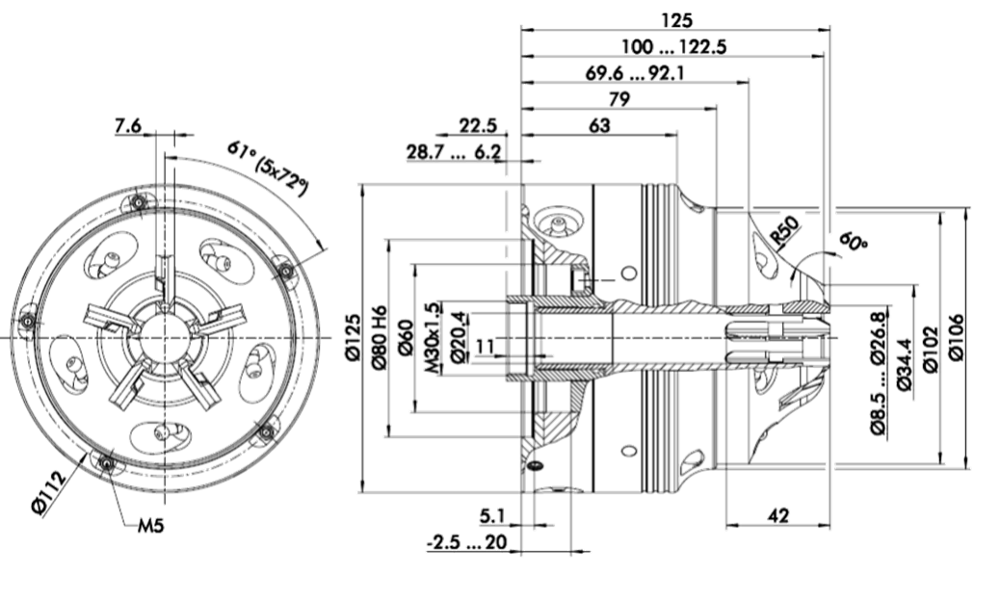 125
100 ... 122.5
69.6 ... 92.1
79
7.6
22.5
63
61° (5x72°)
28.7 ... 6.2
R50
60°
Ø125
Ø80 H6
Ø60
M30x1.5
Ø20.4
11
Ø8.5 ... Ø26.8
Ø34.4
Ø102
Ø106
Ø112
M5
5.1
42
-2.5 ... 20